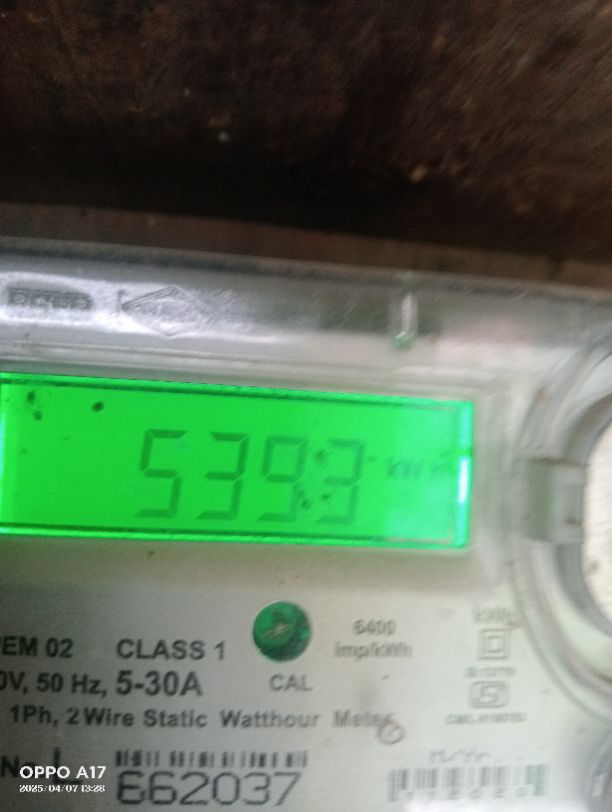 5393 kW
EM 02 CLASS 1
6400
imp/kWh
0V, 50 Hz, 5-30A CAL
1Ph, 2 Wire Static Watthour Meter
662037
OPPO A17
2025/04/07 13:28